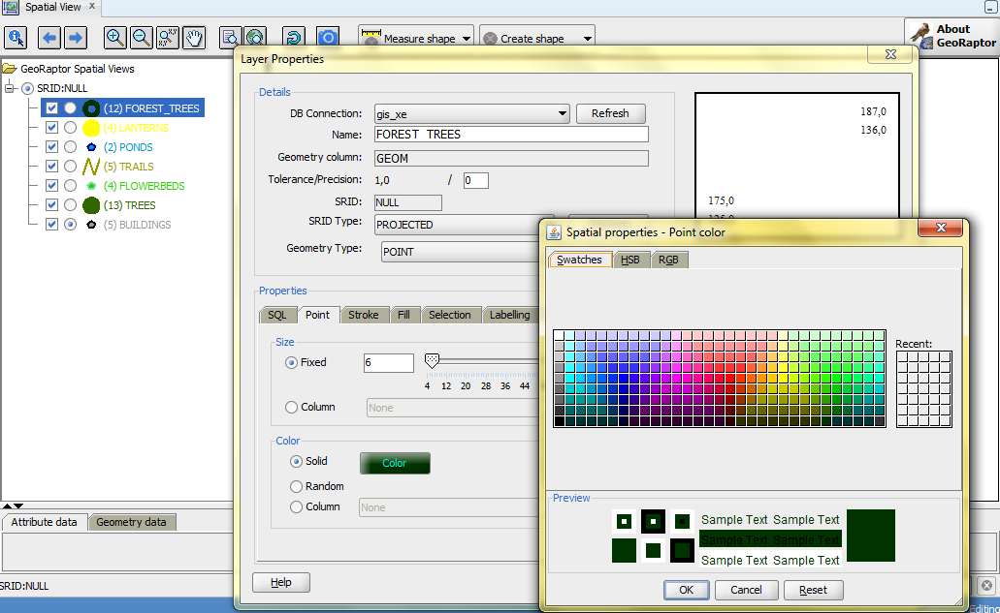 Spatial View x
Measure shape
Create shape
About
GeoRaptor
GeoRaptor Spatial Views
SRID:NULL
(12) FOREST_TREES
(4) LANTERNS
(2) PONDS
(5) TRAILS
(4) FLOWERBEDS
(13) TREES
(5) BUILDINGS
Attribute data
Geometry data
SRID:NULL
Layer Properties
Details
DB Connection: gis_xe Refresh
Name: FOREST TREES
Geometry column: GEOM
Tolerance/Precision: 1,0 / 0
SRID: NULL
SRID Type: PROJECTED
Geometry Type: POINT
187,0
136,0
175,0
Properties
SQL Point Stroke Fill Selection Labelling
Size
Fixed 6
4 12 20 28 36 44
Column None
Color
Solid Color
Random
Column None
Help
Spatial properties - Point color
Swatches HSB RGB
Recent:
Preview
Sample Text Sample Text
Sample Text Sample Text
Sample Text Sample Text
OK Cancel Reset
Editing